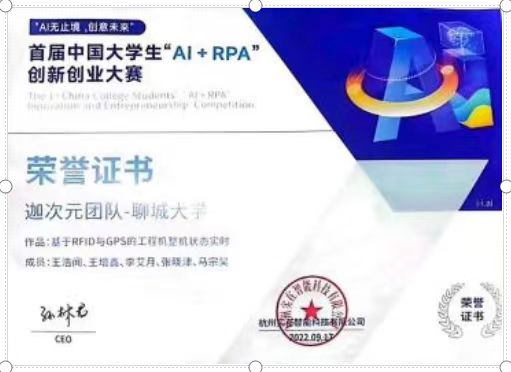 "AI无止境,创意未来"
首届中国大学生“AI+RPA”
创新创业大赛
The 1st China College Students' "AI+RPA"
Innovation and Entrepreneurship Competition
i-i.ai
荣誉证书
迦次元团队-聊城大学
作品:基于RFID与GPS的工程机整机状态实时
成员:王浩闻、王增鑫、李艾月、张晓津、马宗昊
CEO
杭州实在智能科技有限公司
2022.09.17
荣誉
证书